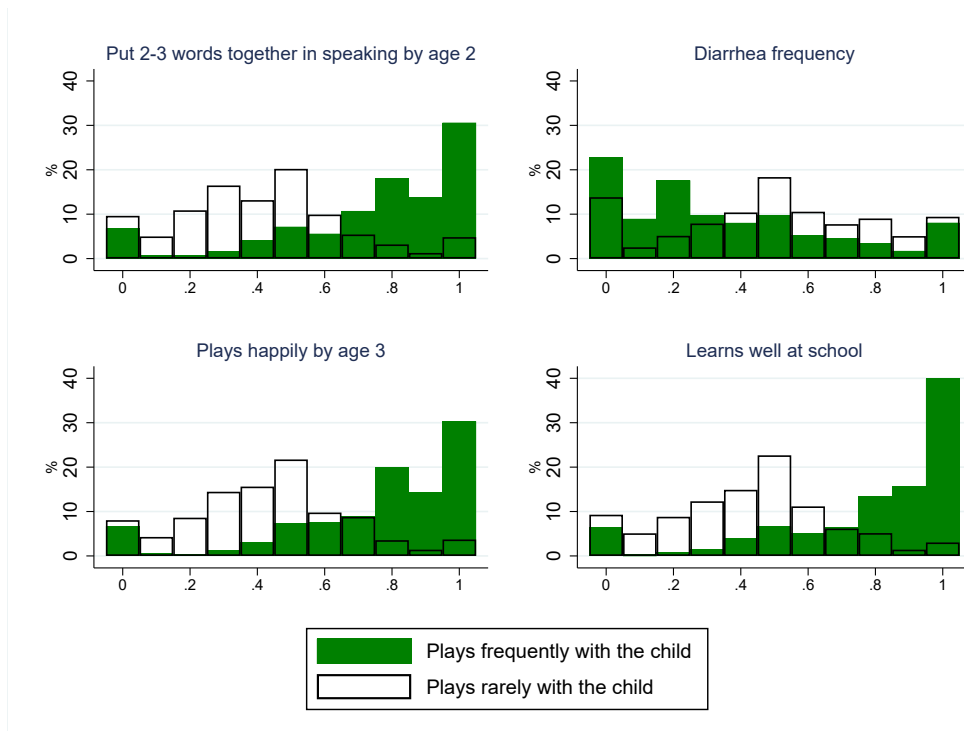 Put 2-3 words together in speaking by age 2
%
0 10 20 30 40
0 .2 .4 .6 .8 1
Diarrhea frequency
%
0 10 20 30 40
0 .2 .4 .6 .8 1
Plays happily by age 3
%
0 10 20 30 40
0 .2 .4 .6 .8 1
Learns well at school
%
0 10 20 30 40
0 .2 .4 .6 .8 1
Plays frequently with the child
Plays rarely with the child